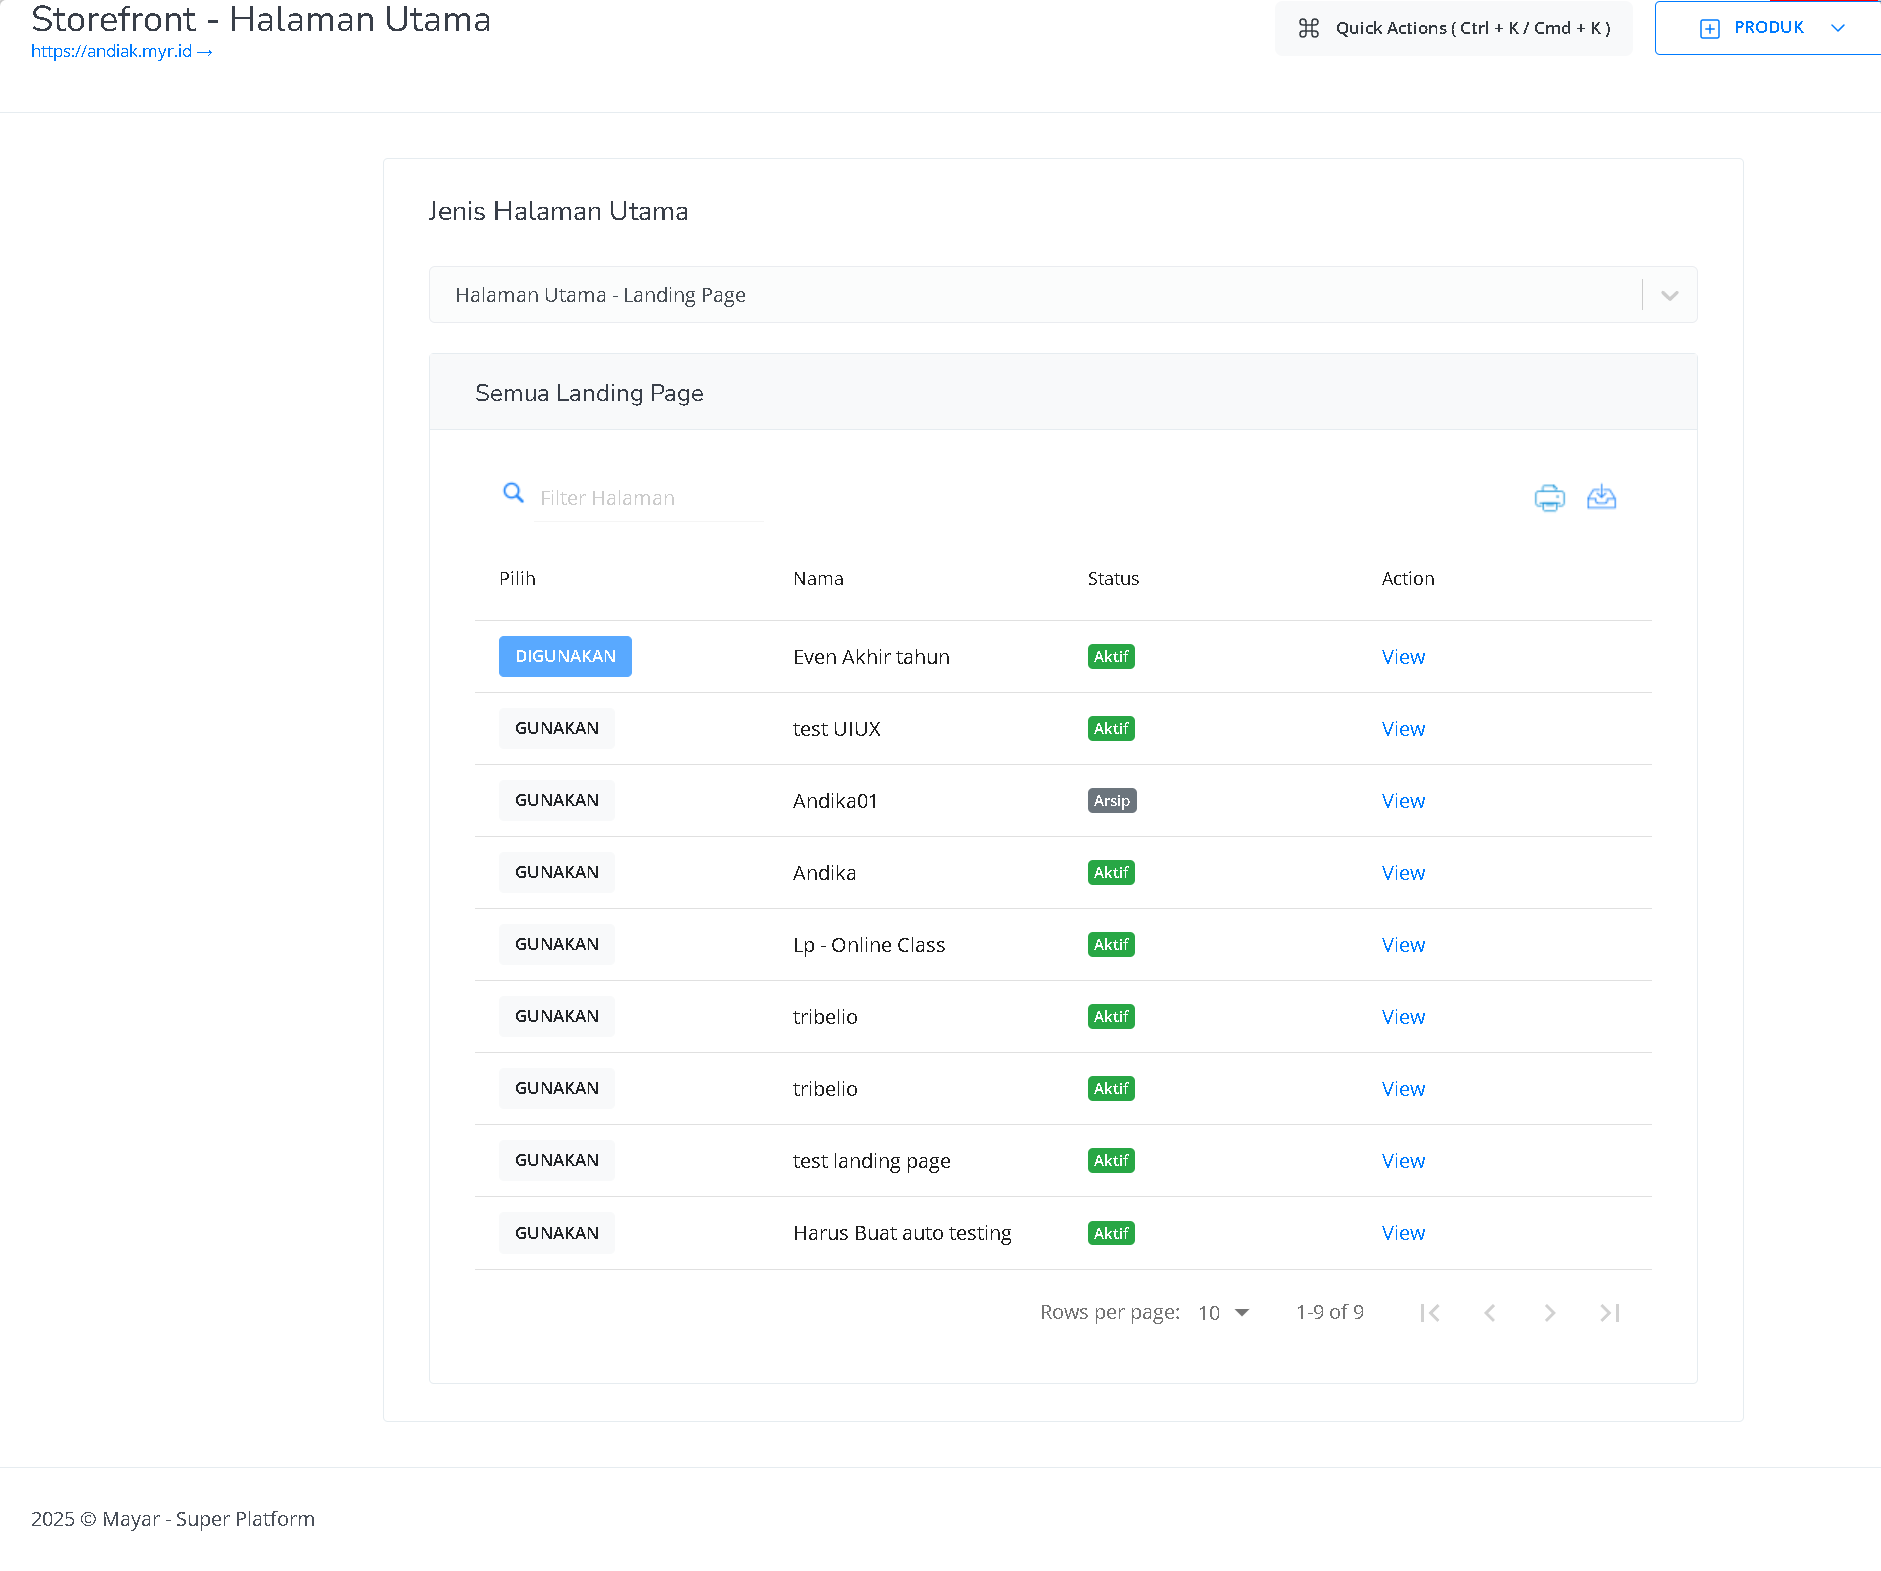 Storefront - Halaman Utama
https://andiak.myr.id →
Quick Actions ( Ctrl + K / Cmd + K )
PRODUK
Jenis Halaman Utama
Halaman Utama - Landing Page
Semua Landing Page
Filter Halaman
Pilih Nama Status Action
DIGUNAKAN Even Akhir tahun Aktif View
GUNAKAN test UIUX Aktif View
GUNAKAN Andika01 Arsip View
GUNAKAN Andika Aktif View
GUNAKAN Lp - Online Class Aktif View
GUNAKAN tribelio Aktif View
GUNAKAN tribelio Aktif View
GUNAKAN test landing page Aktif View
GUNAKAN Harus Buat auto testing Aktif View
Rows per page: 10 1-9 of 9
2025 © Mayar - Super Platform